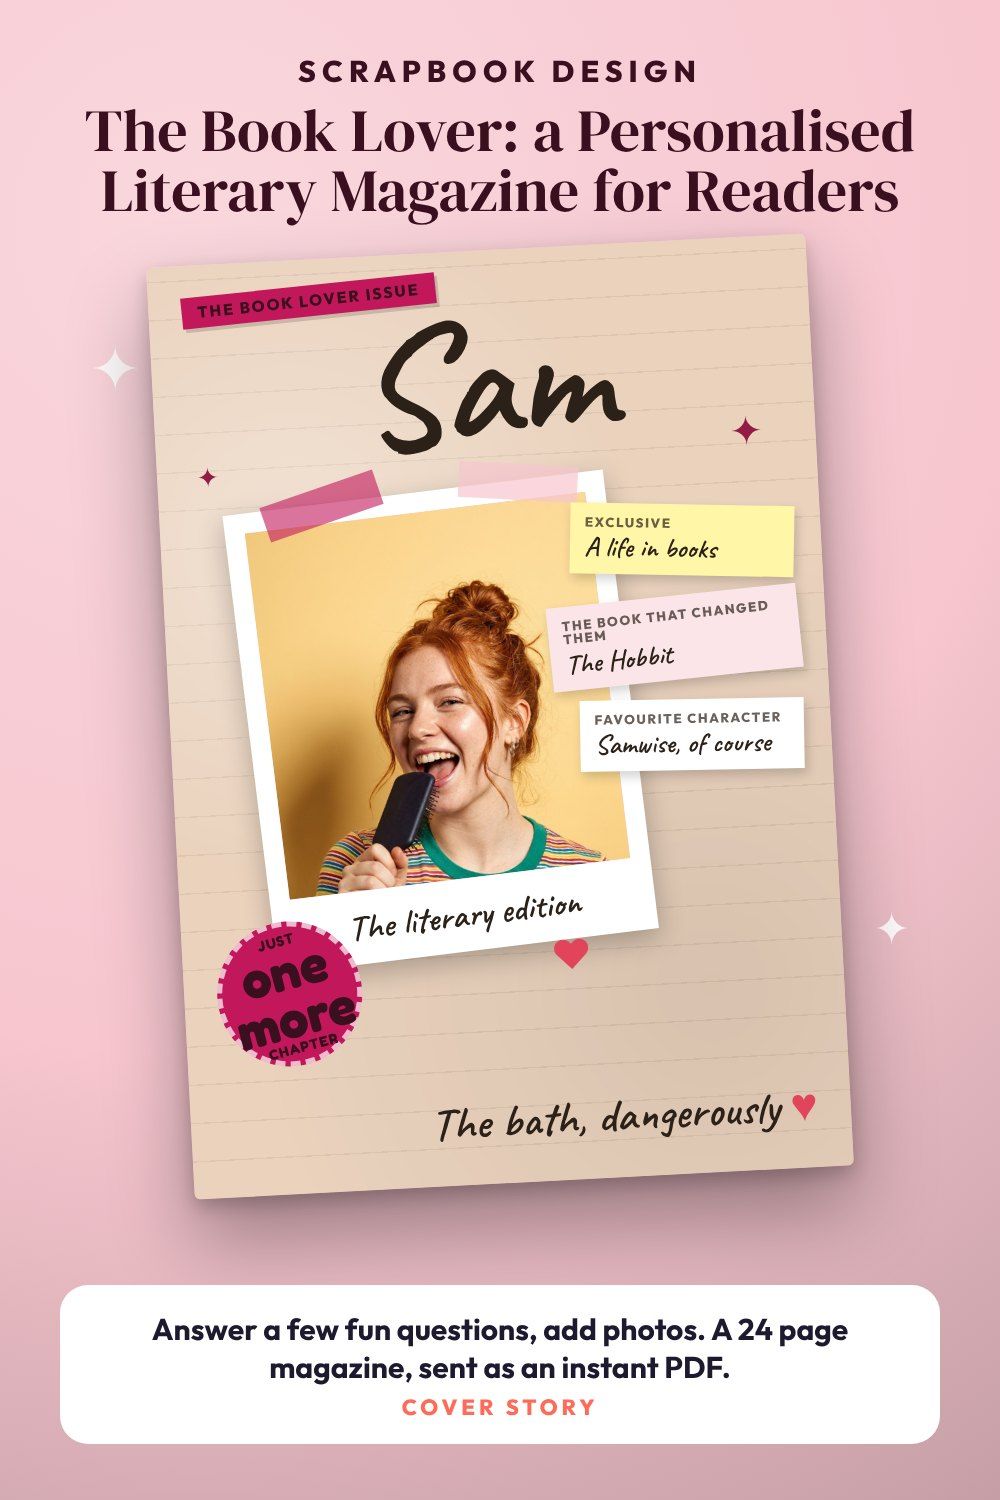 SCRAPBOOK DESIGN
The Book Lover: a Personalised
Literary Magazine for Readers
THE BOOK LOVER ISSUE
Sam
EXCLUSIVE
A life in books
THE BOOK THAT CHANGED
THEM
The Hobbit
FAVOURITE CHARACTER
Samwise, of course
The literary edition
JUST
one
more
CHAPTER
The bath, dangerously
Answer a few fun questions, add photos. A 24 page
magazine, sent as an instant PDF.
COVER STORY